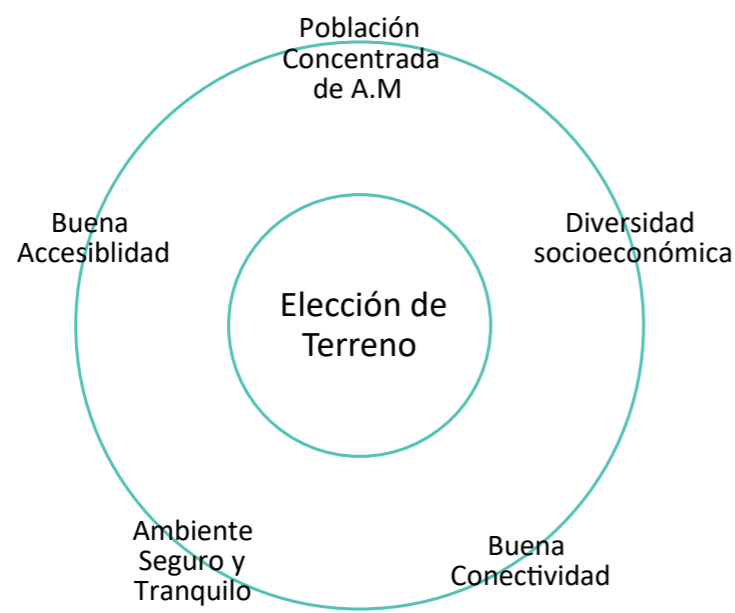 Población
Concentrada
de A.M
Buena
Accesiblidad
Diversidad
socioeconómica
Elección de
Terreno
Ambiente
Seguro y
Tranquilo
Buena
Conectividad